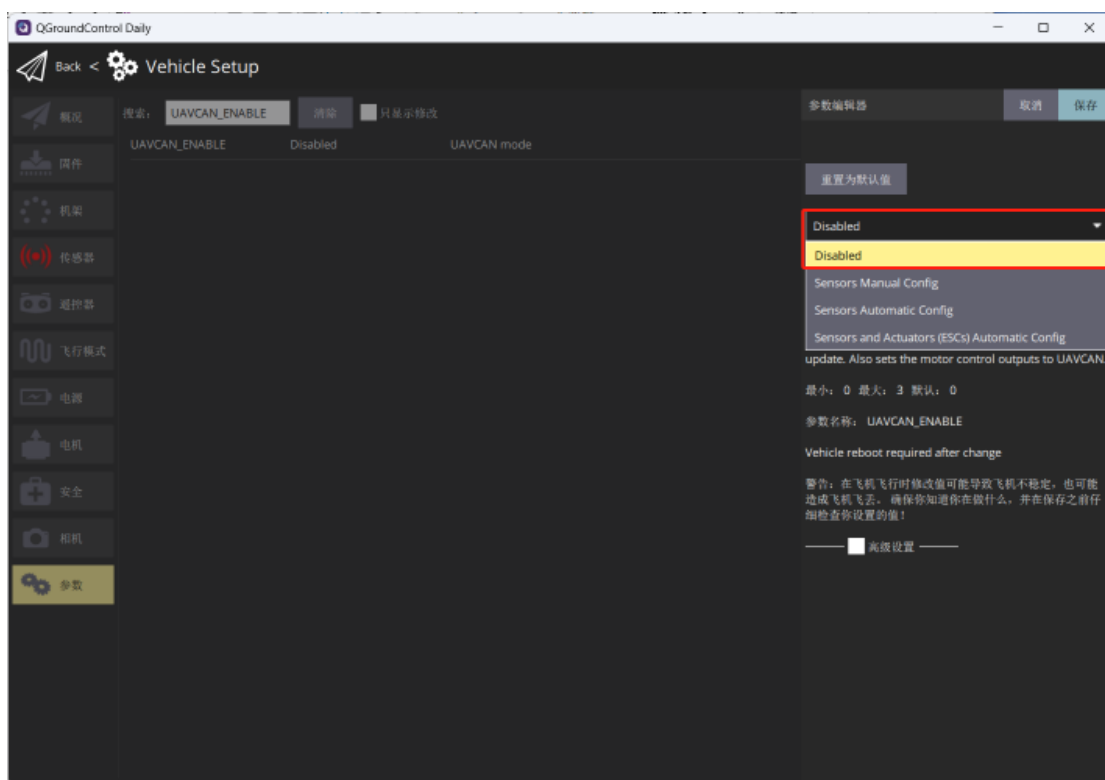 QGroundControl Daily
Back < Vehicle Setup
概况
固件
机架
传感器
遥控器
飞行模式
电源
电机
安全
相机
参数
搜索： UAVCAN_ENABLE 清除 只显示修改
UAVCAN_ENABLE Disabled UAVCAN mode
参数编辑器 取消 保存
重置为默认值
Disabled
Disabled
Sensors Manual Config
Sensors Automatic Config
Sensors and Actuators (ESCs) Automatic Config
update. Also sets the motor control outputs to UAVCAN.
最小： 0 最大： 3 默认： 0
参数名称： UAVCAN_ENABLE
Vehicle reboot required after change
警告：在飞机飞行时修改值可能导致飞机不稳定，也可能
造成飞机飞丢。 确保你知道你在做什么，并在保存之前仔
细检查你设置的值！
高级设置